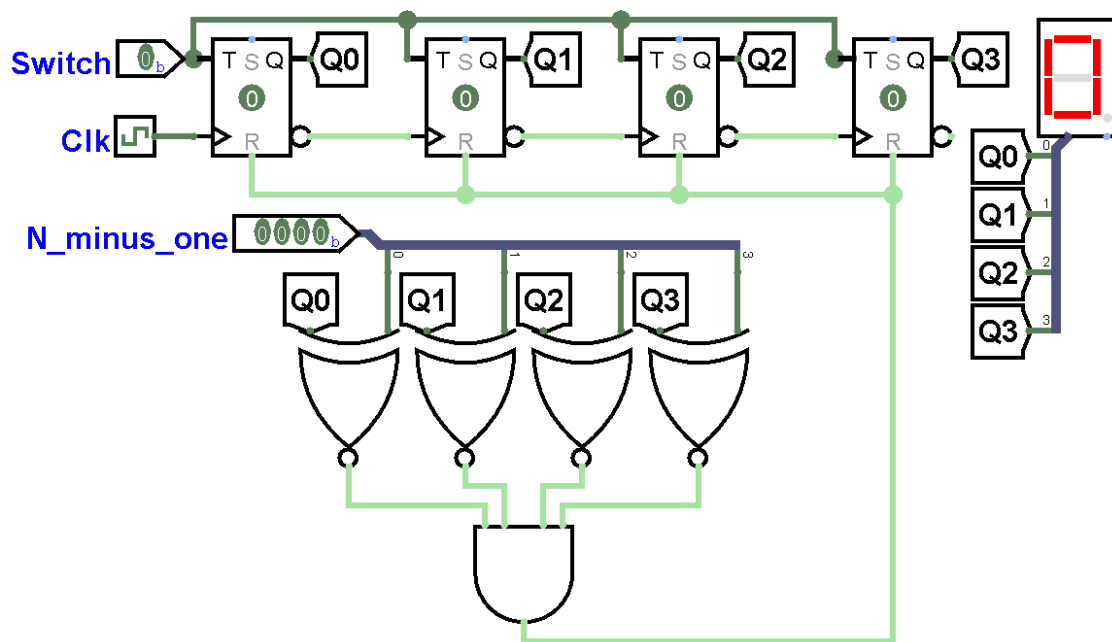 Switch 0b T S Q Q0 T S Q Q1 T S Q Q2 T S Q Q3
0 0 0 0
Clk R R R R
Q0 0
Q1 1
Q2 2
Q3 3
N_minus_one 0000b
0 1 2 3
Q0 Q1 Q2 Q3